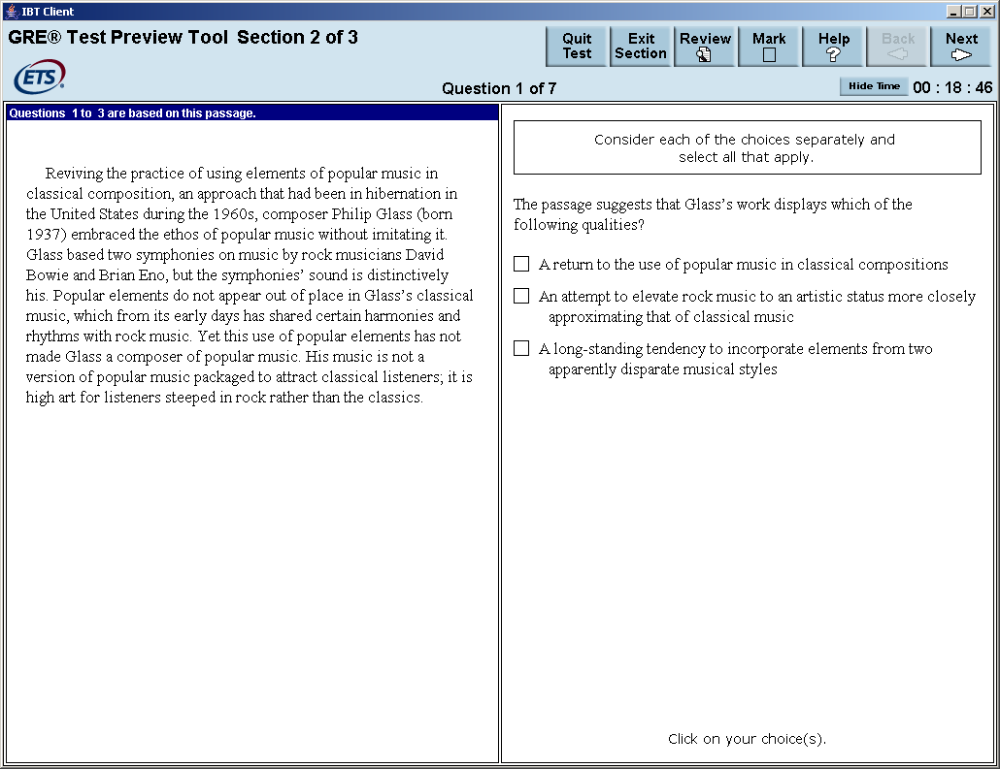 IBT Client
GRE® Test Preview Tool Section 2 of 3
Quit
Test
Exit
Section
Review
Mark
Help
Back
Next
ETS®
Question 1 of 7
Hide Time
00 : 18 : 46
Questions 1 to 3 are based on this passage.
Reviving the practice of using elements of popular music in
classical composition, an approach that had been in hibernation in
the United States during the 1960s, composer Philip Glass (born
1937) embraced the ethos of popular music without imitating it.
Glass based two symphonies on music by rock musicians David
Bowie and Brian Eno, but the symphonies’ sound is distinctively
his. Popular elements do not appear out of place in Glass’s classical
music, which from its early days has shared certain harmonies and
rhythms with rock music. Yet this use of popular elements has not
made Glass a composer of popular music. His music is not a
version of popular music packaged to attract classical listeners; it is
high art for listeners steeped in rock rather than the classics.
Consider each of the choices separately and
select all that apply.
The passage suggests that Glass’s work displays which of the
following qualities?
A return to the use of popular music in classical compositions
An attempt to elevate rock music to an artistic status more closely
approximating that of classical music
A long-standing tendency to incorporate elements from two
apparently disparate musical styles
Click on your choice(s).